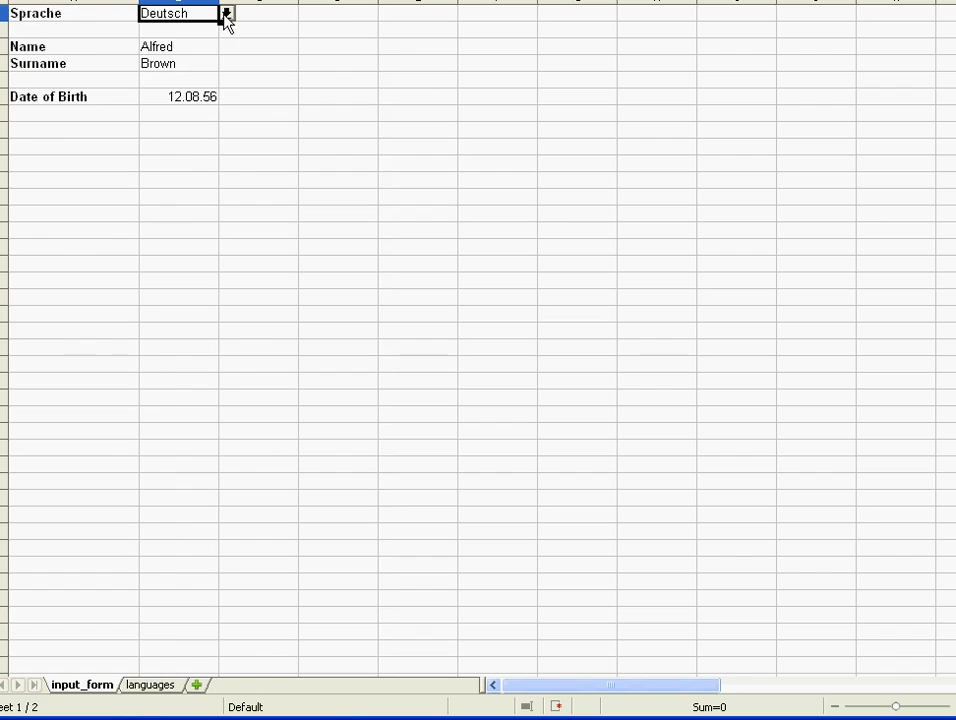 Sprache Deutsch
Name Alfred
Surname Brown
Date of Birth 12.08.56
input_form languages
eet 1 / 2 Default Sum=0